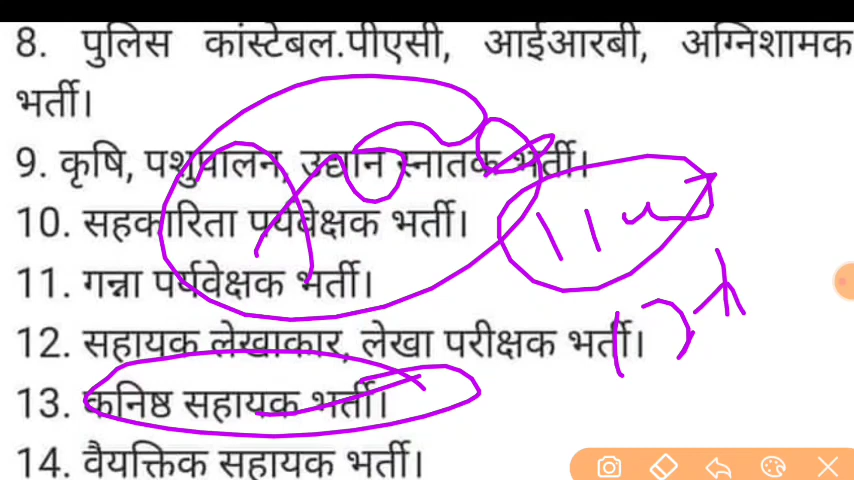 8. पुलिस कांस्टेबल.पीएसी, आईआरबी, अग्निशामक
भर्ती।
9. कृषि, पशुपालन, उद्यान स्नातक भर्ती।
10. सहकारिता पर्यवेक्षक भर्ती।
11. गन्ना पर्यवेक्षक भर्ती।
12. सहायक लेखाकार, लेखा परीक्षक भर्ती।
13. कनिष्ठ सहायक भर्ती।
14. वैयक्तिक सहायक भर्ती।